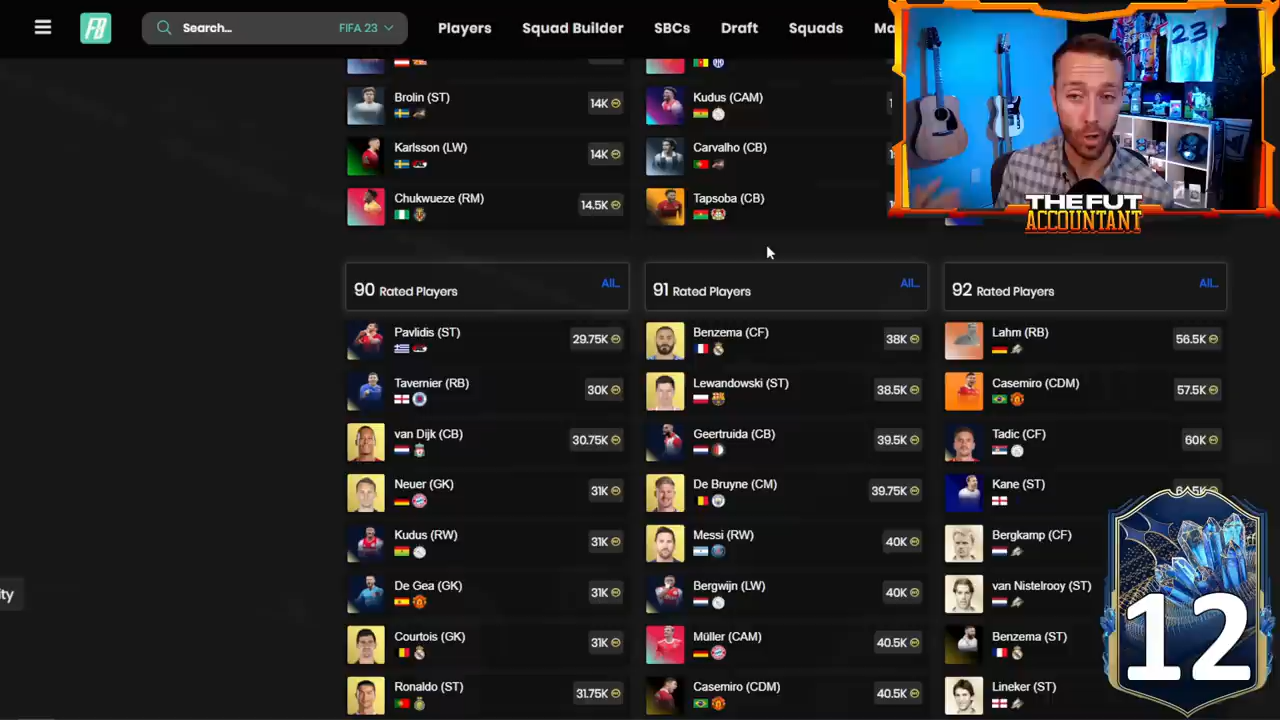 FB Search... FIFA 23 Players Squad Builder SBCs Draft Squads Ma
23
Brolin (ST) 14K
Kudus (CAM)
Karlsson (LW) 14K
Carvalho (CB)
Chukwueze (RM) 14.5K
Tapsoba (CB)
THE FUT
ACCOUNTANT
90 Rated Players All..
Pavlidis (ST) 29.75K
Tavernier (RB) 30K
van Dijk (CB) 30.75K
Neuer (GK) 31K
Kudus (RW) 31K
De Gea (GK) 31K
Courtois (GK) 31K
Ronaldo (ST) 31.75K
91 Rated Players All..
Benzema (CF) 38K
Lewandowski (ST) 38.5K
Geertruida (CB) 39.5K
De Bruyne (CM) 39.75K
Messi (RW) 40K
Bergwijn (LW) 40K
Müller (CAM) 40.5K
Casemiro (CDM) 40.5K
92 Rated Players All..
Lahm (RB) 56.5K
Casemiro (CDM) 57.5K
Tadic (CF) 60K
Kane (ST)
Bergkamp (CF)
van Nistelrooy (ST)
Benzema (ST)
Lineker (ST)
ity
12